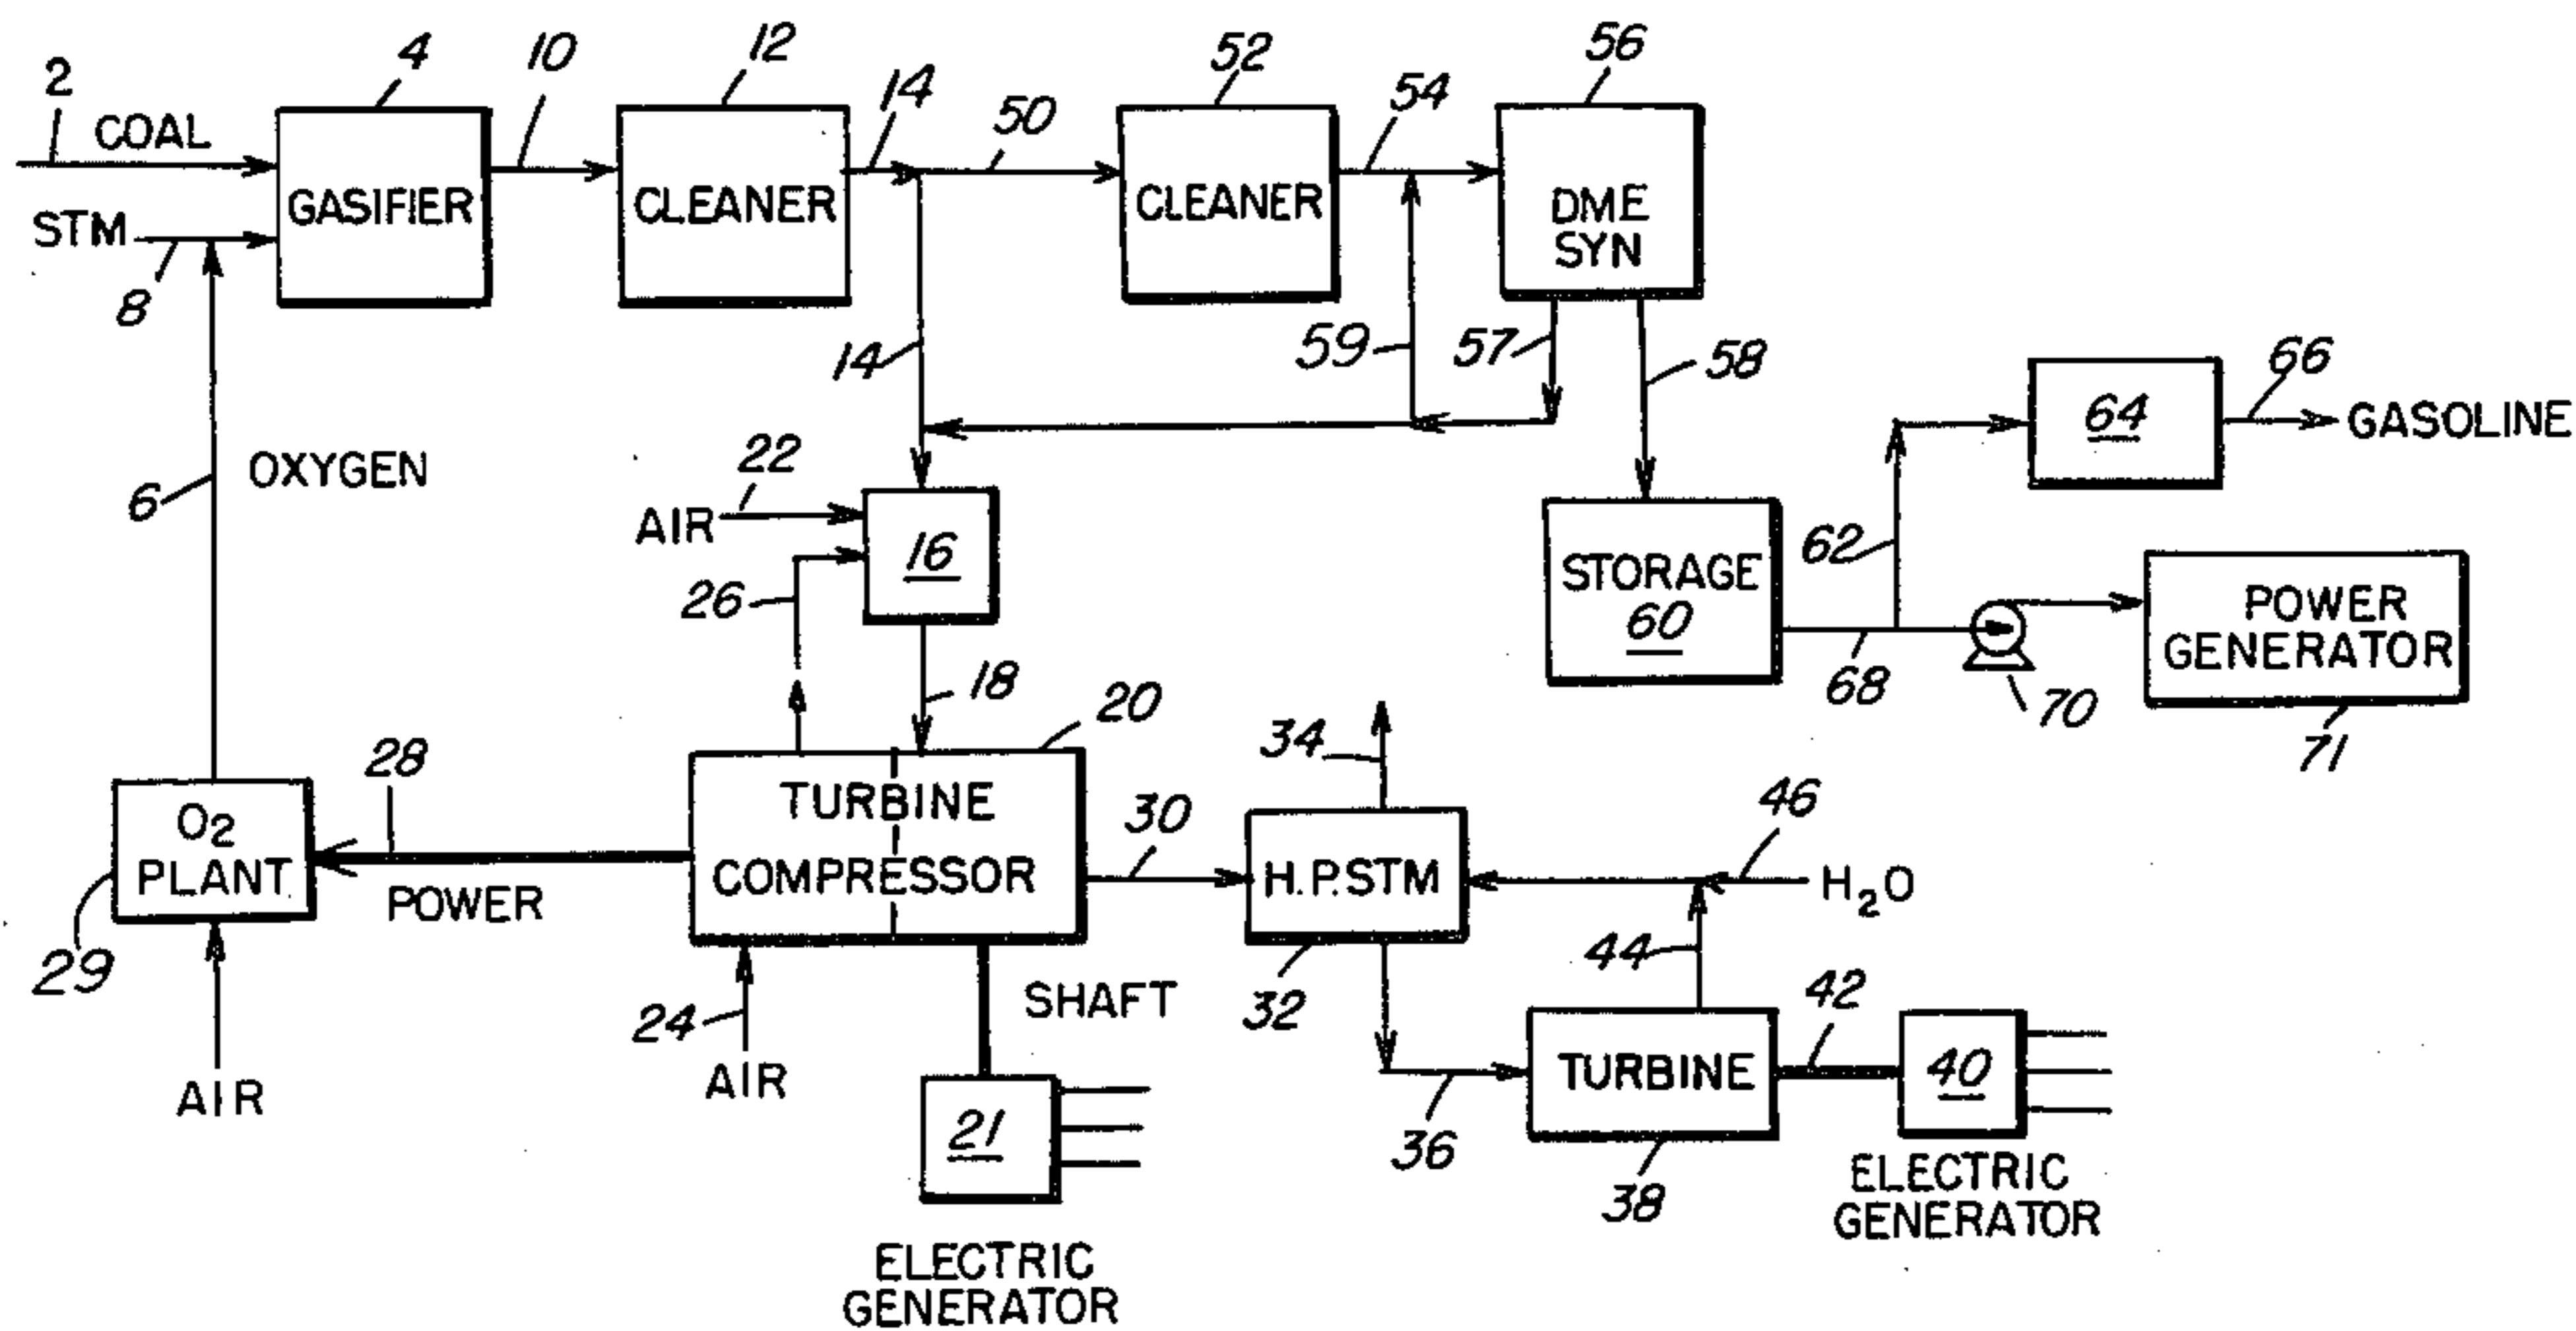 2
COAL
4
GASIFIER
10
12
CLEANER
14
50
52
CLEANER
54
56
DME
SYN
STM
8
14
59
57
58
64
66
GASOLINE
6
OXYGEN
22
AIR
16
26
18
STORAGE
60
62
68
70
POWER
GENERATOR
71
20
28
O2
PLANT
29
AIR
POWER
TURBINE
COMPRESSOR
24
AIR
SHAFT
21
ELECTRIC
GENERATOR
30
34
H.P.STM
32
46
H2O
44
36
TURBINE
38
42
40
ELECTRIC
GENERATOR